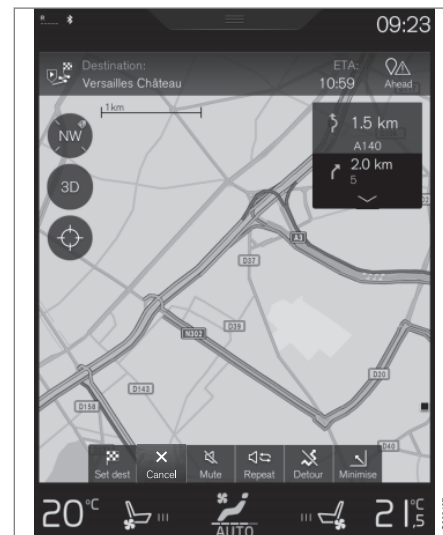 e
09:23
Destination:
Versailles Château
ETA:
10:59
Ahead
1km
NW
1.5 km
A140
2.0 km
5
3D
A3
D37
D39
N302
D20
D143
D158
D40
Set dest
Cancel
Mute
Repeat
Detour
Minimise
20°C
AUTO
21,5°C